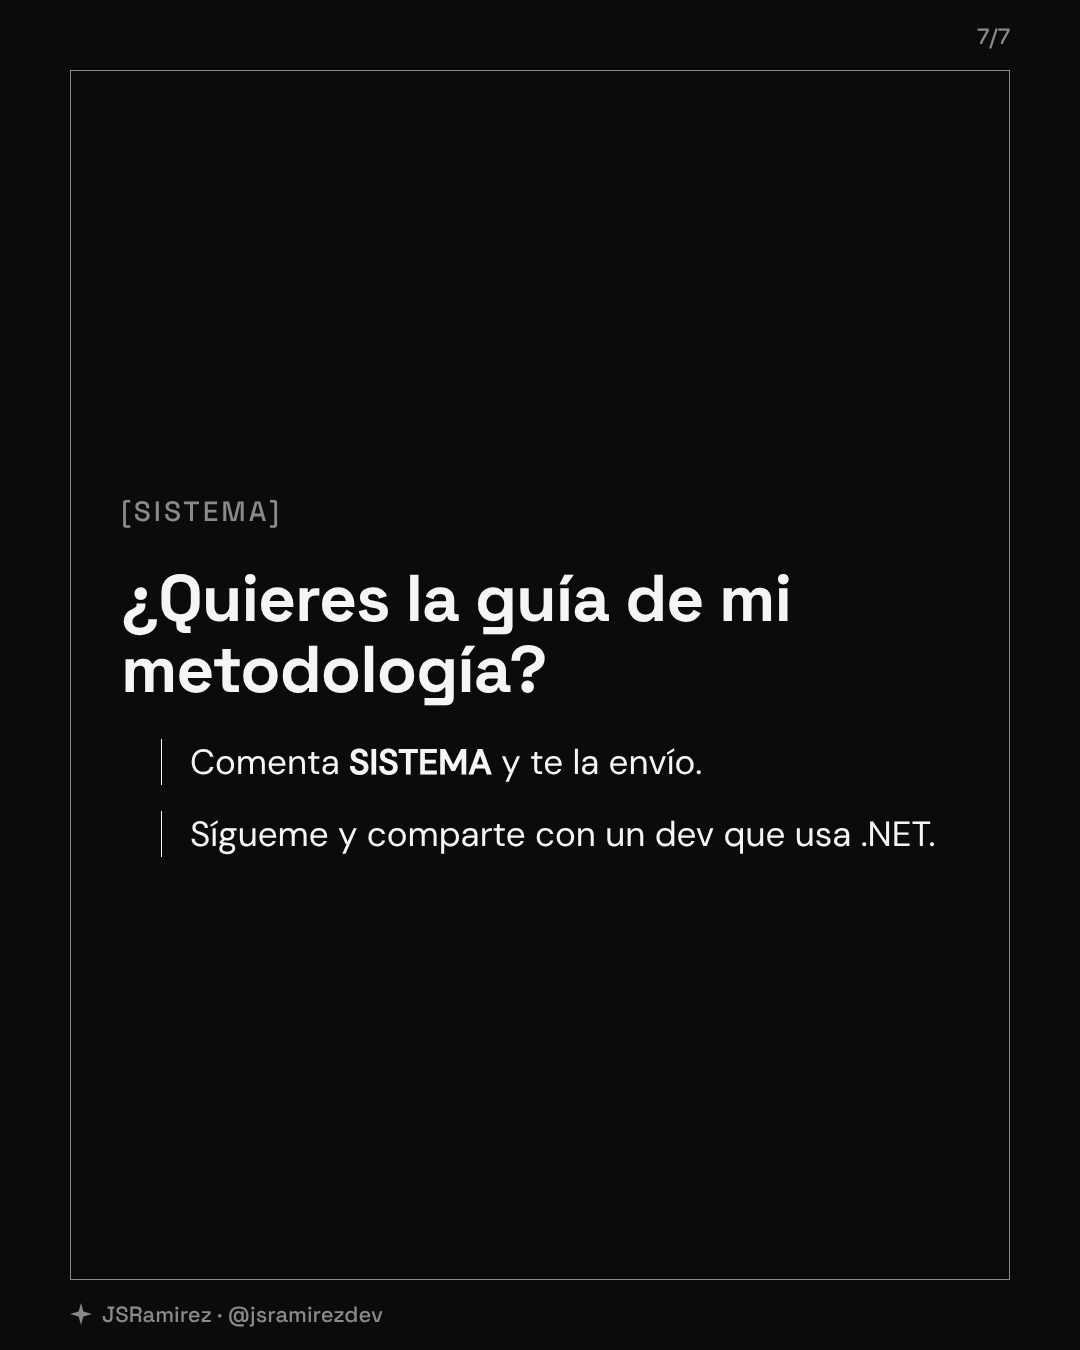 7/7
[SISTEMA]
¿Quieres la guía de mi
metodología?
Comenta SISTEMA y te la envío.
Sígueme y comparte con un dev que usa .NET.
JSRamirez · @jsramirezdev